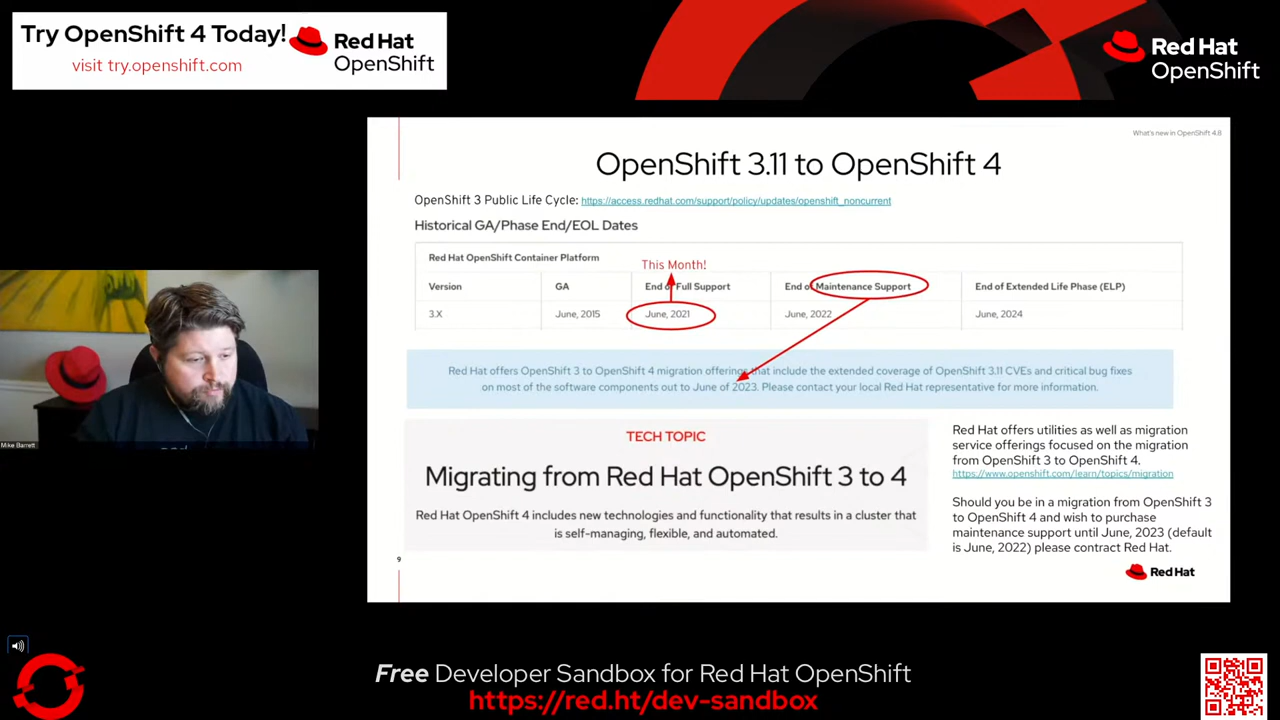 Try OpenShift 4 Today!
visit try.openshift.com
Red Hat
OpenShift
Red Hat
OpenShift
What's new in OpenShift 4.8
OpenShift 3.11 to OpenShift 4
OpenShift 3 Public Life Cycle: https://access.redhat.com/support/policy/updates/openshift_noncurrent
Historical GA/Phase End/EOL Dates
Red Hat OpenShift Container Platform
This Month!
Version GA End of Full Support End of Maintenance Support End of Extended Life Phase (ELP)
3.X June, 2015 June, 2021 June, 2022 June, 2024
Red Hat offers OpenShift 3 to OpenShift 4 migration offerings that include the extended coverage of OpenShift 3.11 CVEs and critical bug fixes
on most of the software components out to June of 2023. Please contact your local Red Hat representative for more information.
TECH TOPIC
Migrating from Red Hat OpenShift 3 to 4
Red Hat OpenShift 4 includes new technologies and functionality that results in a cluster that
is self-managing, flexible, and automated.
Red Hat offers utilities as well as migration
service offerings focused on the migration
from OpenShift 3 to OpenShift 4.
https://www.openshift.com/learn/topics/migration
Should you be in a migration from OpenShift 3
to OpenShift 4 and wish to purchase
maintenance support until June, 2023 (default
is June, 2022) please contract Red Hat.
9
Red Hat
Mike Barrett
Free Developer Sandbox for Red Hat OpenShift
https://red.ht/dev-sandbox